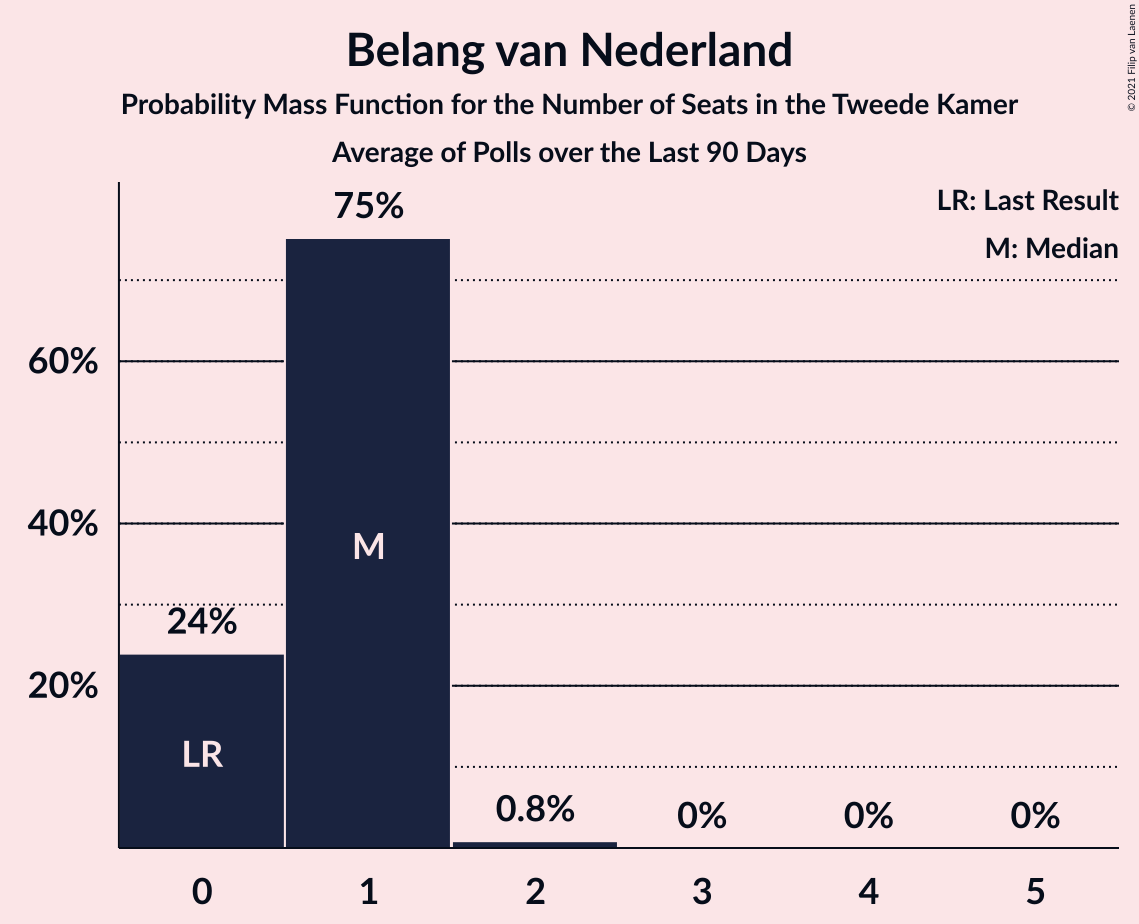 Belang van Nederland
Probability Mass Function for the Number of Seats in the Tweede Kamer
Average of Polls over the Last 90 Days
© 2021 Filip van Laenen
LR: Last Result
M: Median
75%
60%
40%
M
24%
20%
LR
0.8%
0%
0%
0%
0
1
2
3
4
5